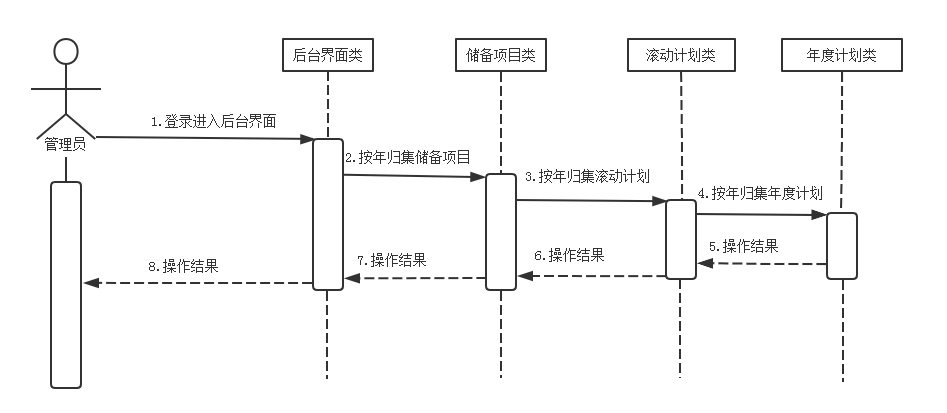 后台界面类
储备项目类
滚动计划类
年度计划类
管理员
1.登录进入后台界面
2.按年归集储备项目
3.按年归集滚动计划
4.按年归集年度计划
5.操作结果
6.操作结果
7.操作结果
8.操作结果